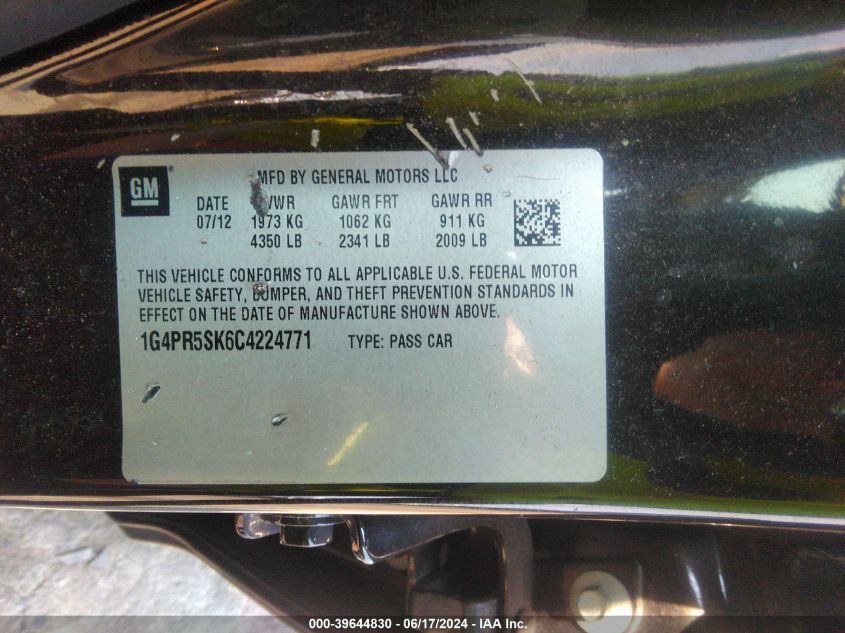 GM ®
MFD BY GENERAL MOTORS LLC
DATE VWR GAWR FRT GAWR RR
07/12 1973 KG 1062 KG 911 KG
4350 LB 2341 LB 2009 LB
THIS VEHICLE CONFORMS TO ALL APPLICABLE U.S. FEDERAL MOTOR
VEHICLE SAFETY, BUMPER, AND THEFT PREVENTION STANDARDS IN
EFFECT ON THE DATE OF MANUFACTURE SHOWN ABOVE.
1G4PR5SK6C4224771 TYPE: PASS CAR
000-39644830 - 06/17/2024 - IAA Inc.